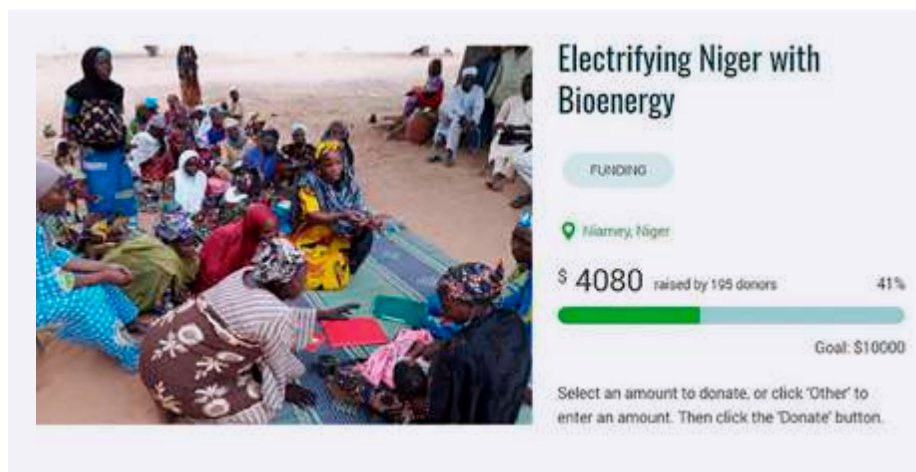 Electrifying Niger with
Bioenergy
FUNDING
Niamey, Niger
$ 4080 raised by 195 donors 41%
Goal: $10000
Select an amount to donate, or click 'Other' to
enter an amount. Then click the 'Donate' button.